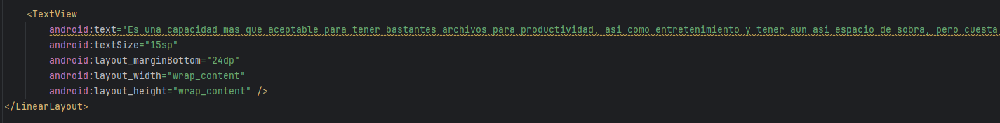 <TextView
android:text="Es una capacidad mas que aceptable para tener bastantes archivos para productividad, asi como entretenimiento y tener aun asi espacio de sobra, pero cuesta
android:textSize="15sp"
android:layout_marginBottom="24dp"
android:layout_width="wrap_content"
android:layout_height="wrap_content" />
</LinearLayout>